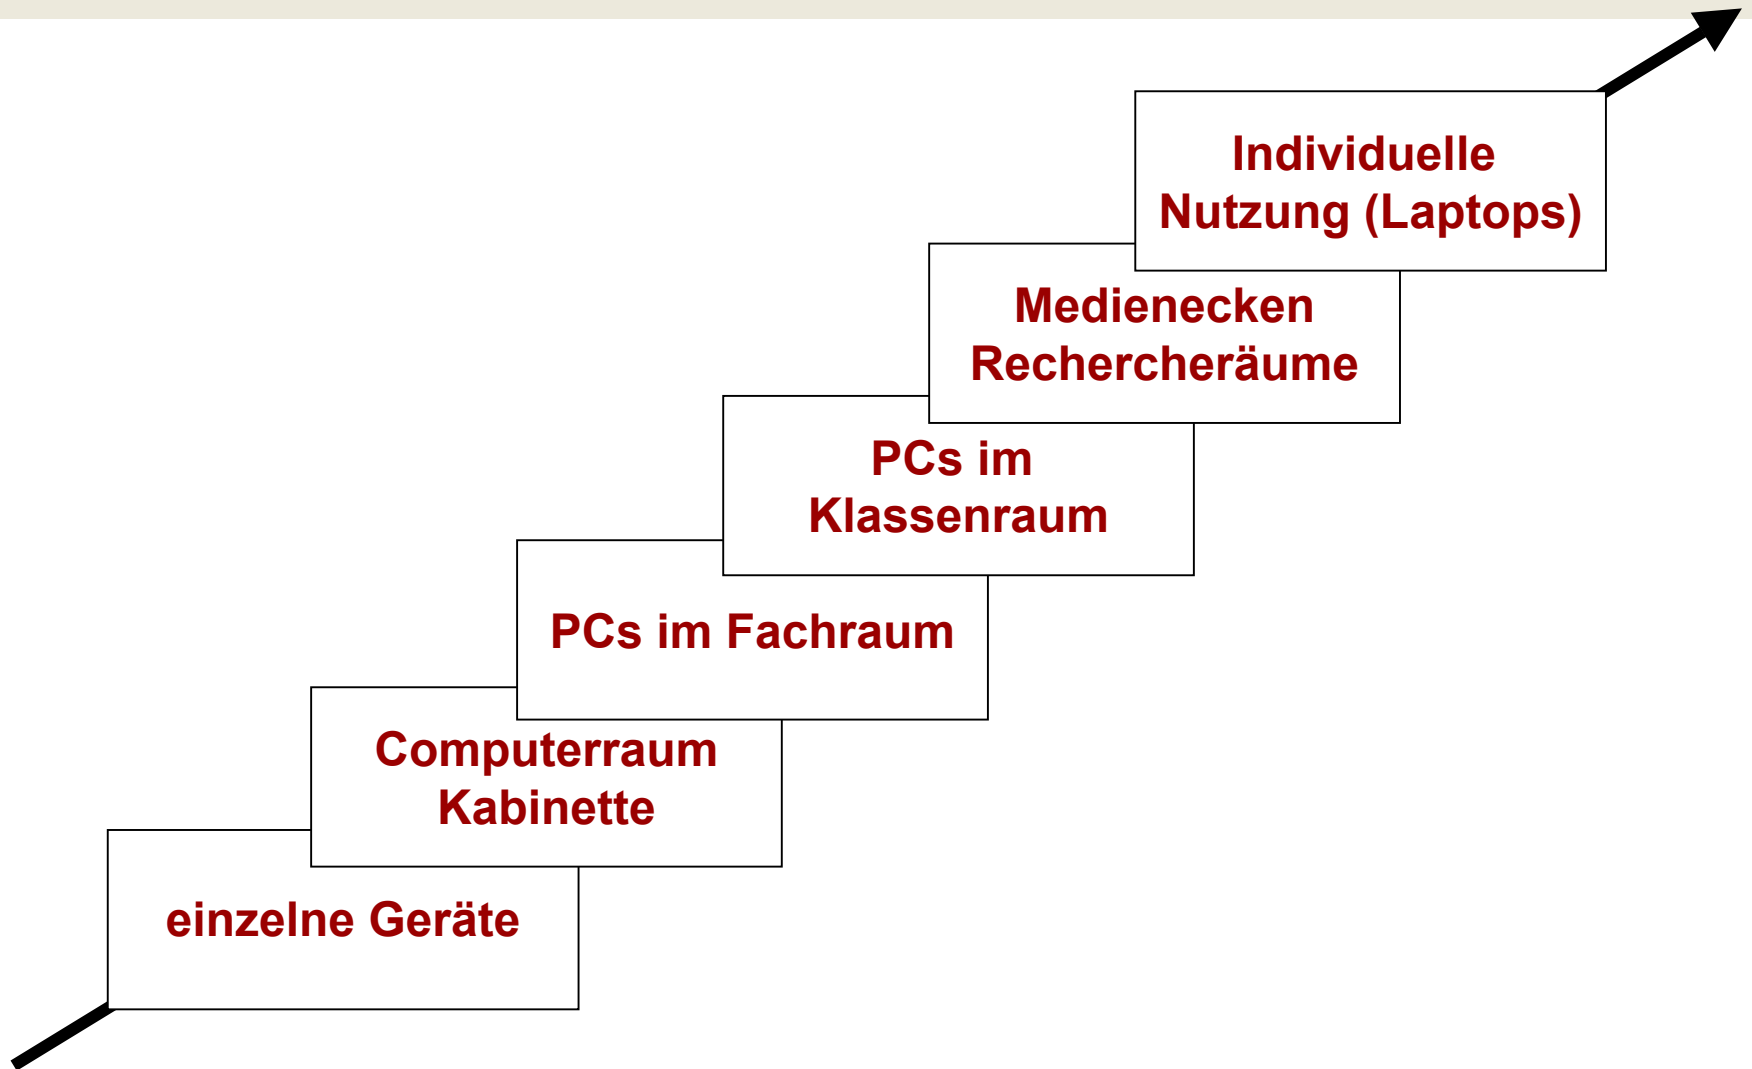 Individuelle
Nutzung (Laptops)
Medienecken
Rechercheräume
PCs im
Klassenraum
PCs im Fachraum
Computerraum
Kabinette
einzelne Geräte